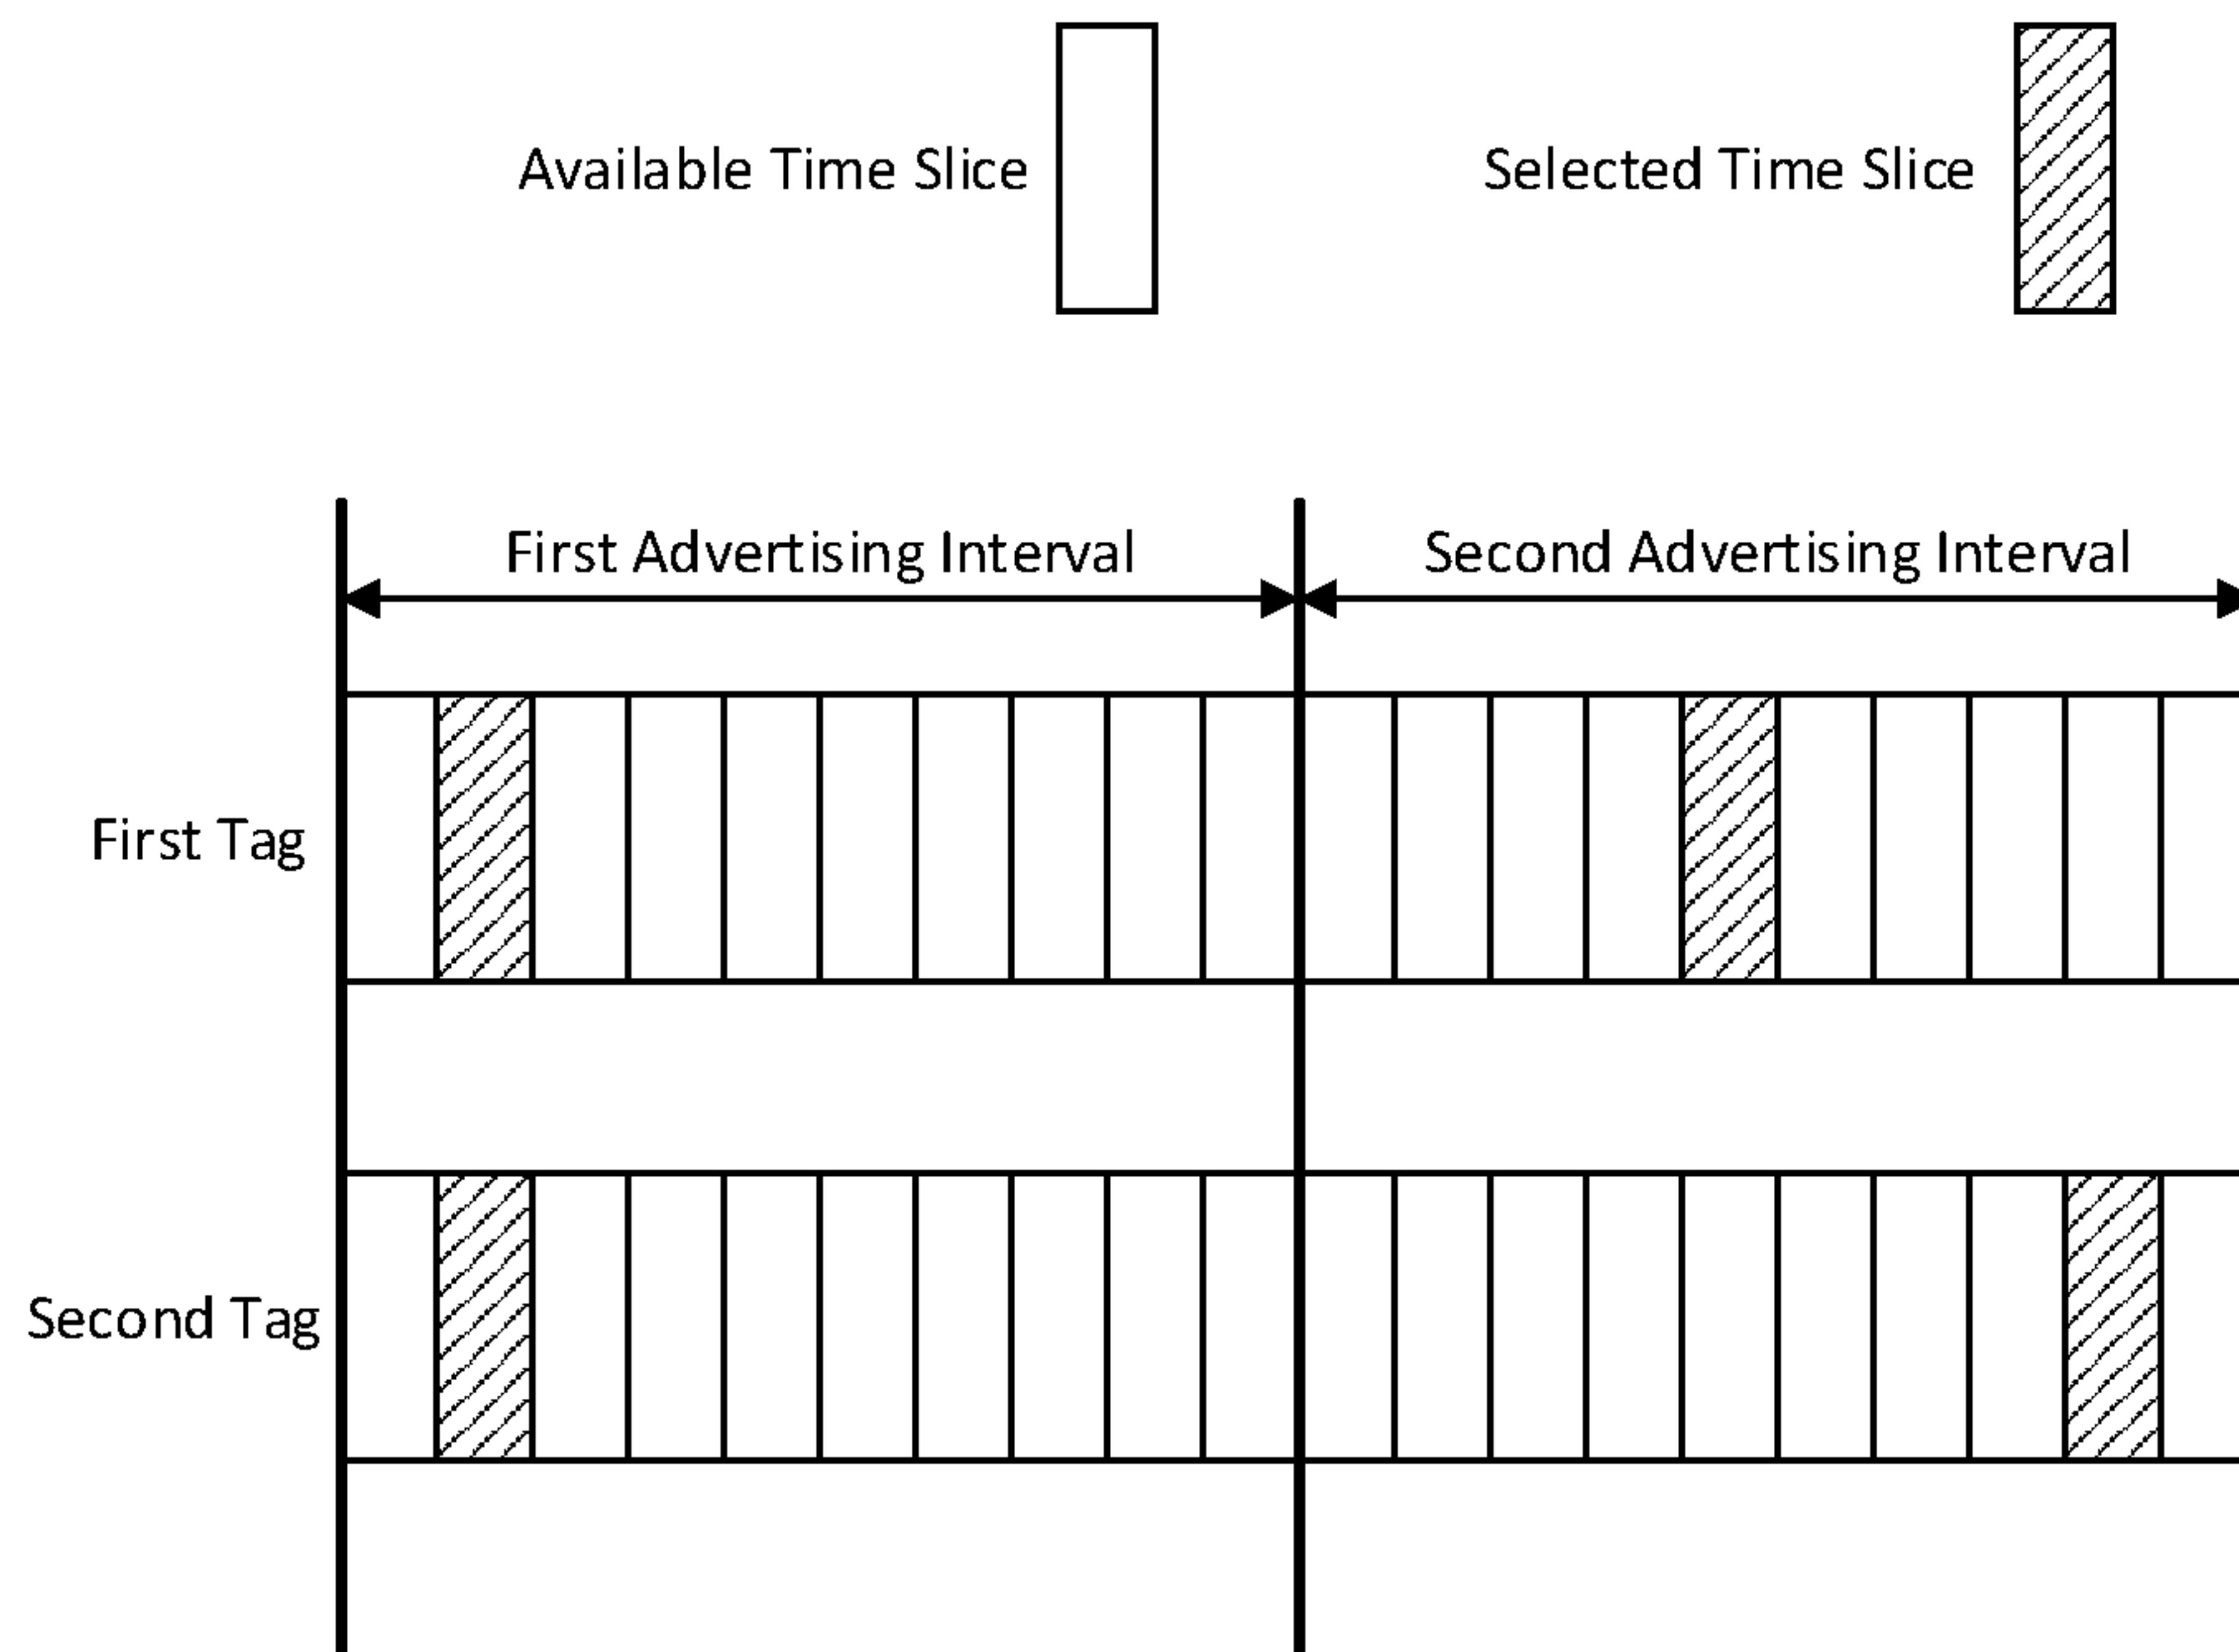 Available Time Slice
Selected Time Slice
First Advertising Interval
Second Advertising Interval
First Tag
Second Tag